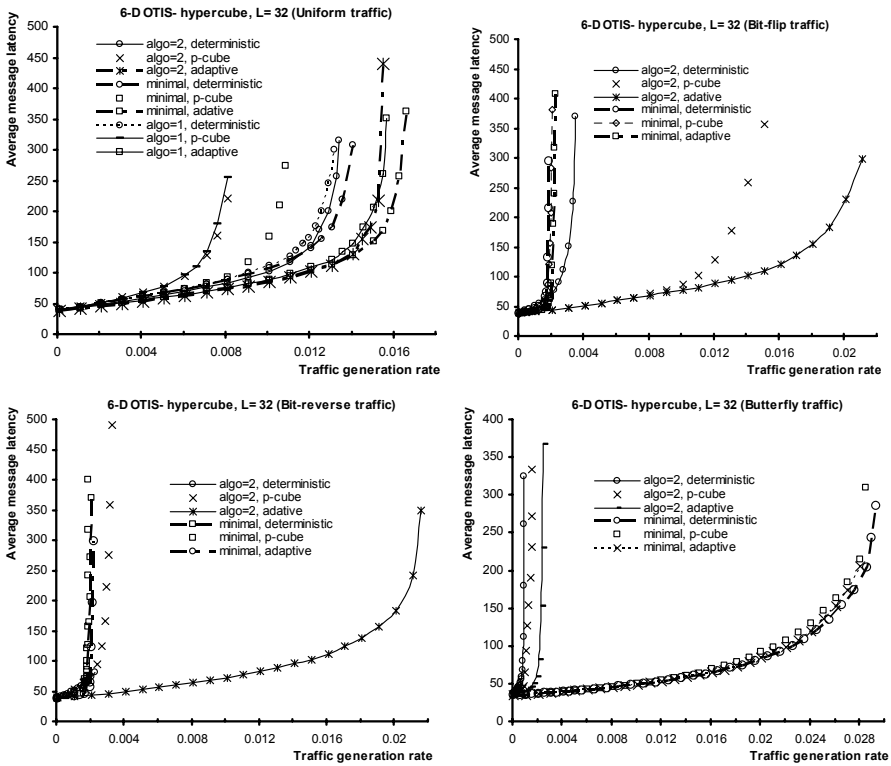 6-D OTIS- hypercube, L= 32 (Uniform traffic)
Average message latency
500
450
400
350
300
250
200
150
100
50
0
algo=2, deterministic
algo=2, p-cube
algo=2, adaptive
minimal, deterministic
minimal, p-cube
minimal, adative
algo=1, deterministic
algo=1, p-cube
algo=1, adaptive
0
0.004
0.008
0.012
0.016
Traffic generation rate
6-D OTIS- hypercube, L= 32 (Bit-flip traffic)
Average message latency
500
450
400
350
300
250
200
150
100
50
0
algo=2, deterministic
algo=2, p-cube
algo=2, adative
minimal, deterministic
minimal, p-cube
minimal, adaptive
0
0.004
0.008
0.012
0.016
0.02
Traffic generation rate
6-D OTIS- hypercube, L= 32 (Bit-reverse traffic)
Average message latency
500
450
400
350
300
250
200
150
100
50
0
algo=2, deterministic
algo=2, p-cube
algo=2, adative
minimal, deterministic
minimal, p-cube
minimal, adaptive
0
0.004
0.008
0.012
0.016
0.02
Traffic generation rate
6-D OTIS- hypercube, L= 32 (Butterfly traffic)
Average message latency
400
350
300
250
200
150
100
50
0
algo=2, deterministic
algo=2, p-cube
algo=2, adaptive
minimal, deterministic
minimal, p-cube
minimal, adaptive
0
0.004
0.008
0.012
0.016
0.02
0.024
0.028
Traffic generation rate